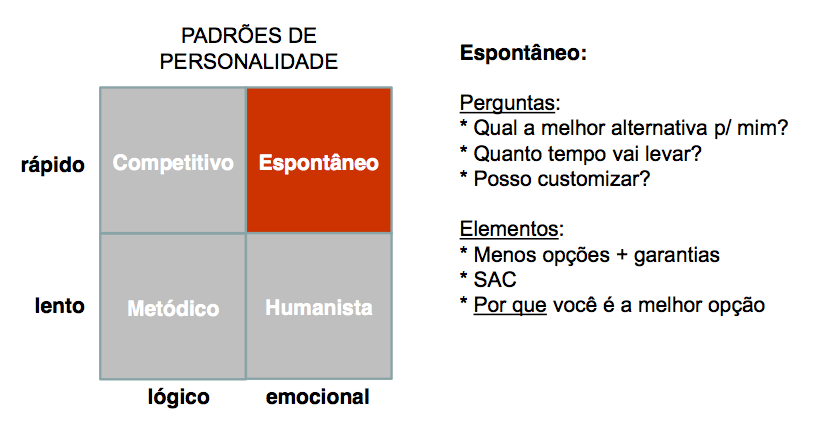 PADRÕES DE
PERSONALIDADE
rápido
Competitivo
Espontâneo
lento
Metódico
Humanista
lógico
emocional
Espontâneo:
Perguntas:
* Qual a melhor alternativa p/ mim?
* Quanto tempo vai levar?
* Posso customizar?
Elementos:
* Menos opções + garantias
* SAC
* Por que você é a melhor opção